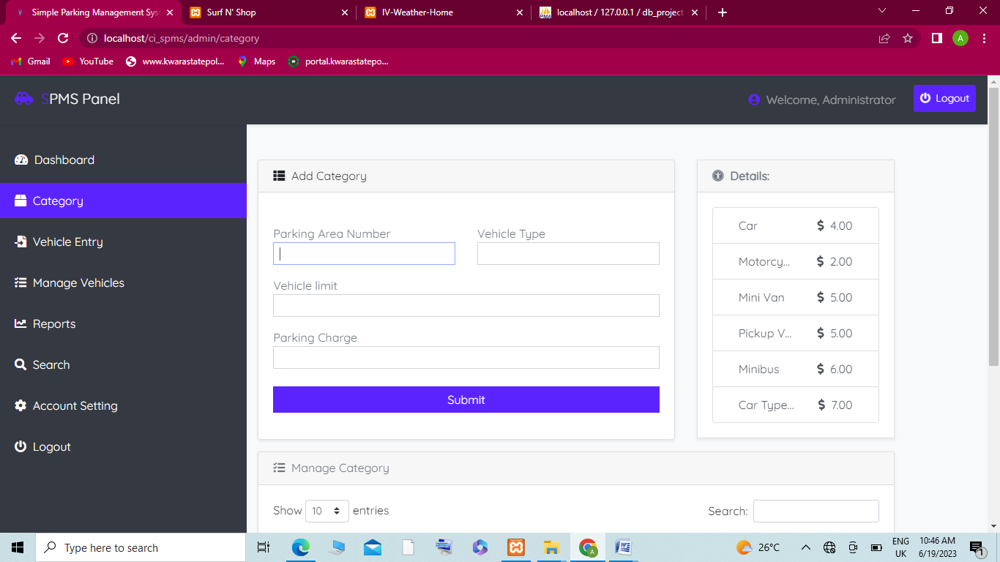 Simple Parking Management Sys
Surf N' Shop
IV-Weather-Home
localhost / 127.0.0.1 / db_project
localhost/ci_spms/admin/category
A
Gmail
YouTube
www.kwarastatepol...
Maps
portal.kwarastatepo...
SPMS Panel
Welcome, Administrator
Logout
Dashboard
Category
Vehicle Entry
Manage Vehicles
Reports
Search
Account Setting
Logout
Add Category
Parking Area Number
Vehicle Type
Vehicle limit
Parking Charge
Submit
Details:
Car $ 4.00
Motorcy... $ 2.00
Mini Van $ 5.00
Pickup V... $ 5.00
Minibus $ 6.00
Car Type... $ 7.00
Manage Category
Show 10 entries
Search:
Type here to search
26°C
ENG
UK
10:46 AM
6/19/2023
1